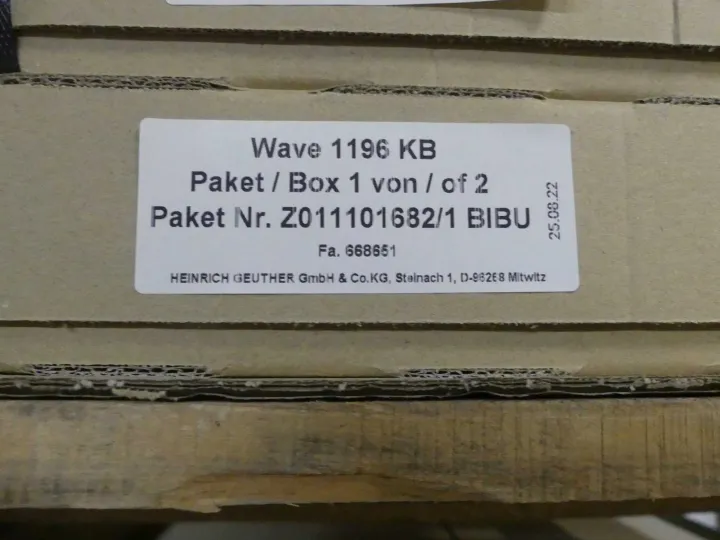 Wave 1196 KB
Paket / Box 1 von / of 2
Paket Nr. Z011101682/1 BIBU
25.08.22
Fa. 668661
HEINRICH GEUTHER GmbH & Co.KG, Steinach 1, D-96268 Mitwitz